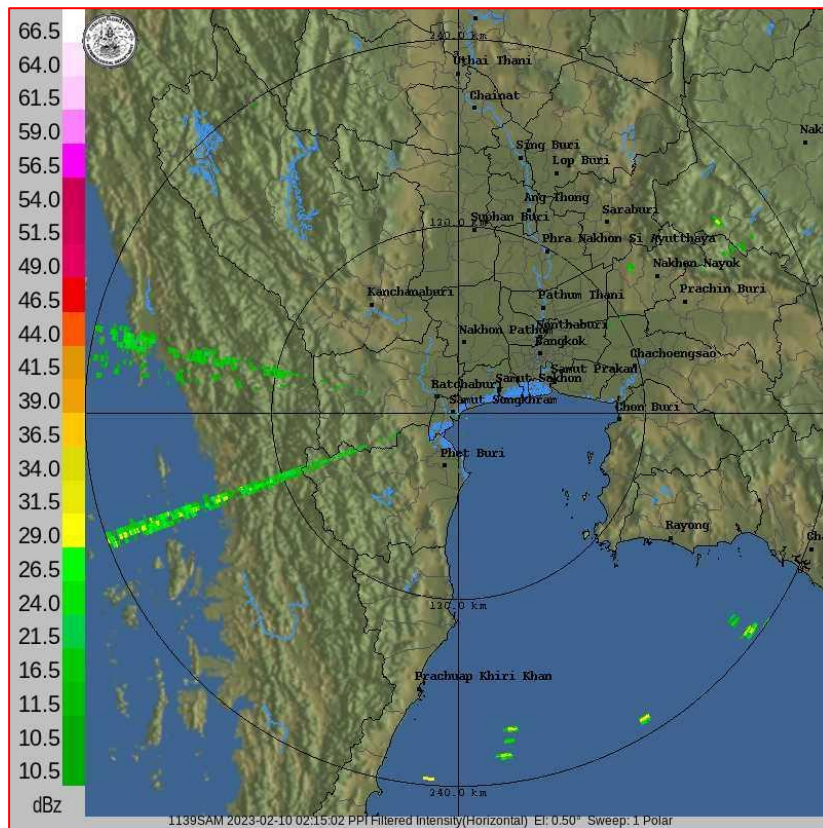 66.5
64.0
61.5
59.0
56.5
54.0
51.5
49.0
46.5
44.0
41.5
39.0
36.5
34.0
31.5
29.0
26.5
24.0
21.5
16.5
11.5
10.5
10.5
dBz
240.0 km
Uthai Thani
Chainat
Sing Buri
Lop Buri
Ang Thong
Suphan Buri
Saraburi
120.0 km
Phra Nakhon Si Ayutthaya
Nakhon Nayok
Kanchanaburi
Pathum Thani
Prachin Buri
Nakhon Pathom
Nonthaburi
Bangkok
Chachoengsao
Samut Prakan
Samut Sakhon
Ratchaburi
Samut Songkhram
Chon Buri
Phet Buri
Rayong
Cha
120.0 km
Prachuap Khiri Khan
240.0 km
1139SAM 2023-02-10 02:15:02 PPI Filtered Intensity(Horizontal) El: 0.50° Sweep: 1 Polar